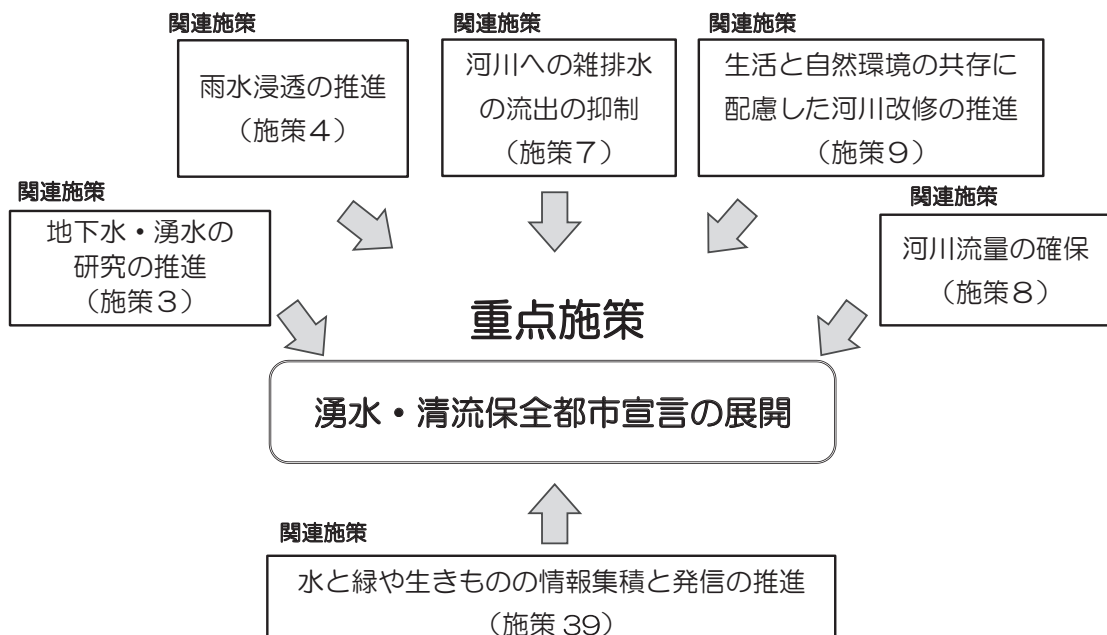 関連施策
雨水浸透の推進
（施策４）
関連施策
河川への雑排水
の流出の抑制
（施策７）
関連施策
生活と自然環境の共存に
配慮した河川改修の推進
（施策９）
関連施策
地下水・湧水の
研究の推進
（施策３）
関連施策
河川流量の確保
（施策８）
重点施策
湧水・清流保全都市宣言の展開
関連施策
水と緑や生きものの情報集積と発信の推進
（施策 39）